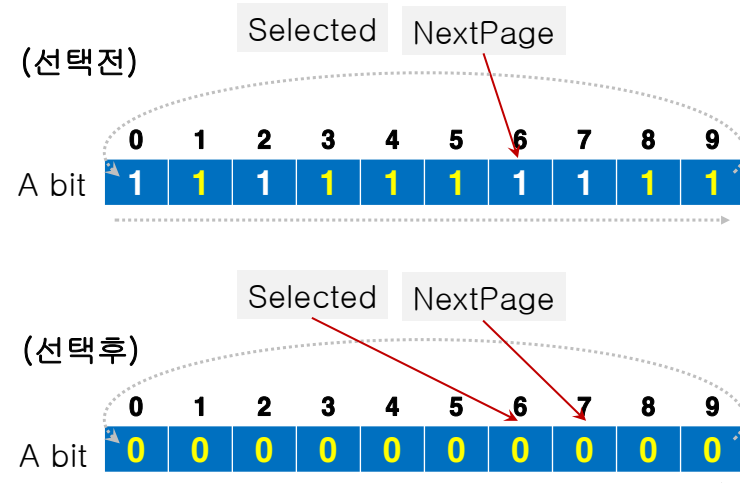 Selected NextPage
(선택전)
0 1 2 3 4 5 6 7 8 9
A bit 1 1 1 1 1 1 1 1 1 1
Selected NextPage
(선택후)
0 1 2 3 4 5 6 7 8 9
A bit 0 0 0 0 0 0 0 0 0 0